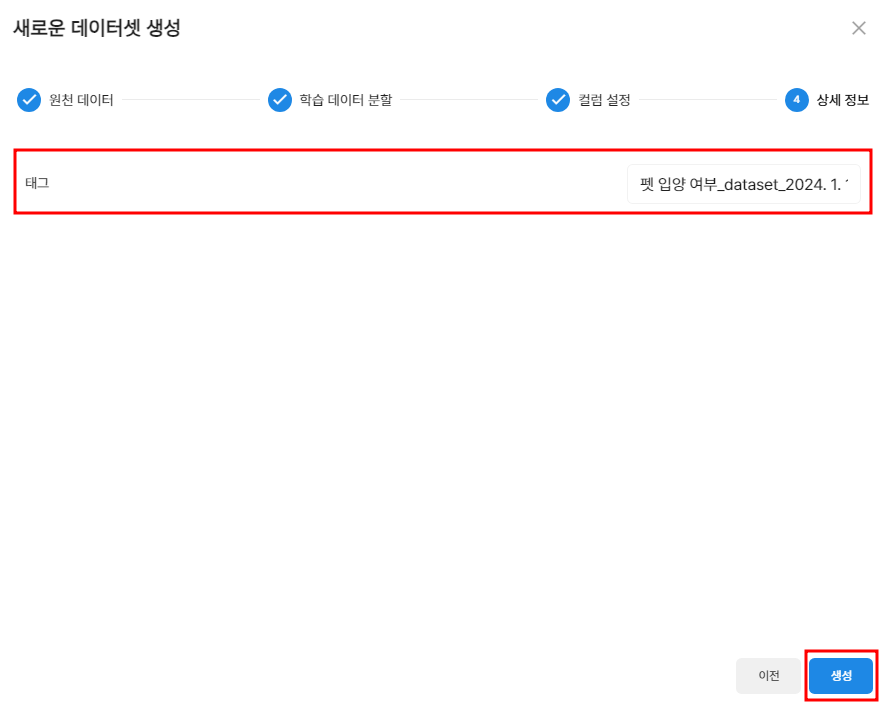 새로운 데이터셋 생성
원천 데이터
학습 데이터 분할
컬럼 설정
4 상세 정보
태그
펫 입양 여부_dataset_2024. 1.
이전
생성